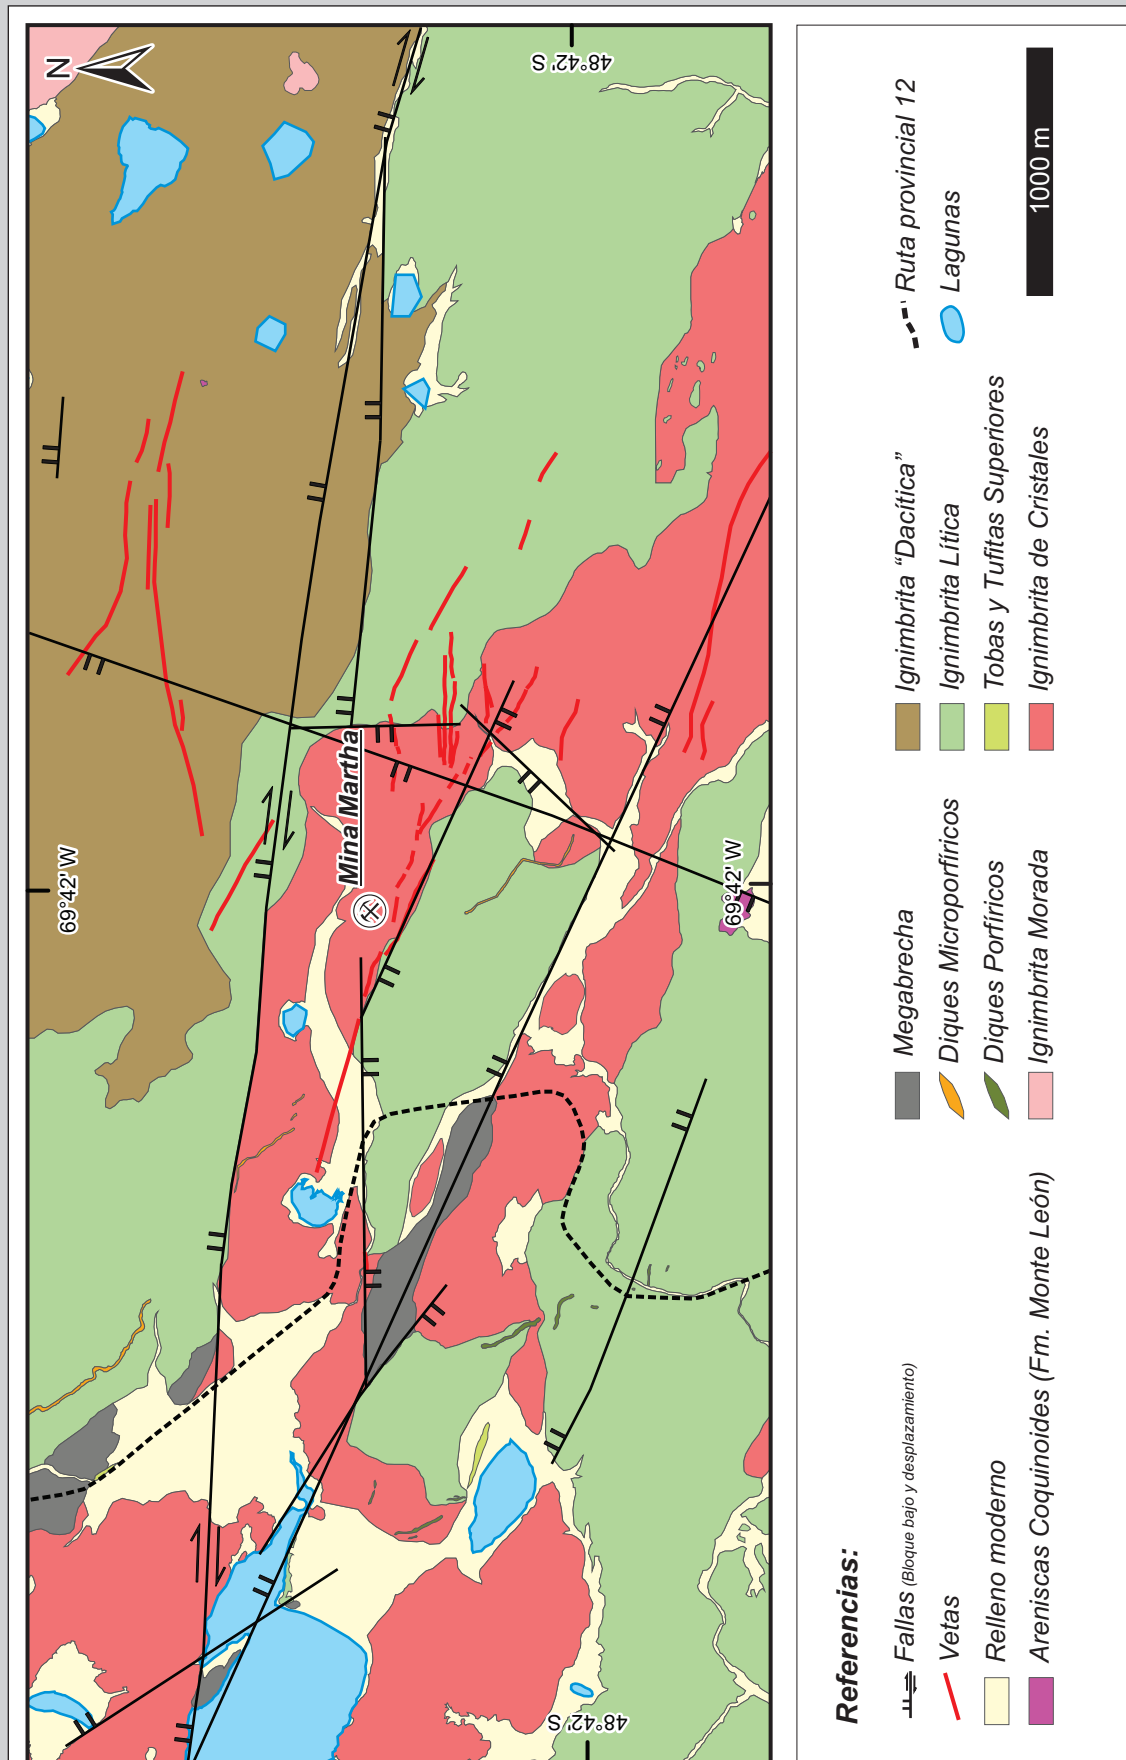 N
48°42' S
69°42' W
Mina Martha
69°42' W
48°42' S
Referencias:
Fallas (Bloque bajo y desplazamiento)
Vetas
Relleno moderno
Areniscas Coquinoides (Fm. Monte León)
Megabrecha
Diques Microporfíricos
Diques Porfíricos
Ignimbrita Morada
Ignimbrita “Dacítica”
Ignimbrita Lítica
Tobas y Tufitas Superiores
Ignimbrita de Cristales
Ruta provincial 12
Lagunas
1000 m